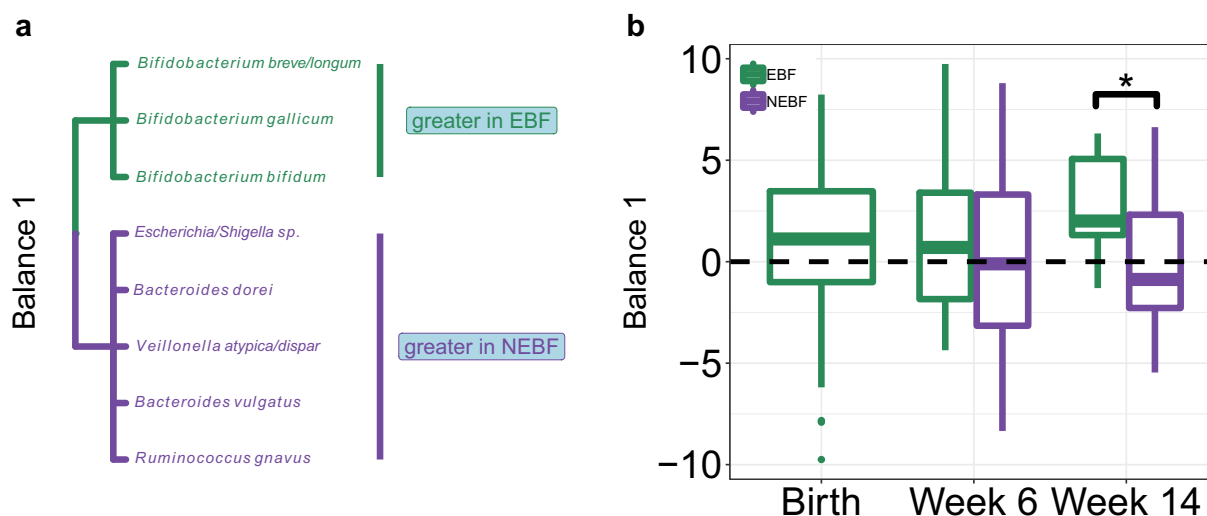 a
Balance 1
Bifidobacterium breve/longum
Bifidobacterium gallicum
Bifidobacterium bifidum
Escherichia/Shigella sp.
Bacteroides dorei
Veillonella atypica/dispar
Bacteroides vulgatus
Ruminococcus gnavus
greater in EBF
greater in NEBF
b
Balance 1
10
5
0
−5
−10
EBF
NEBF
*
Birth
Week 6
Week 14